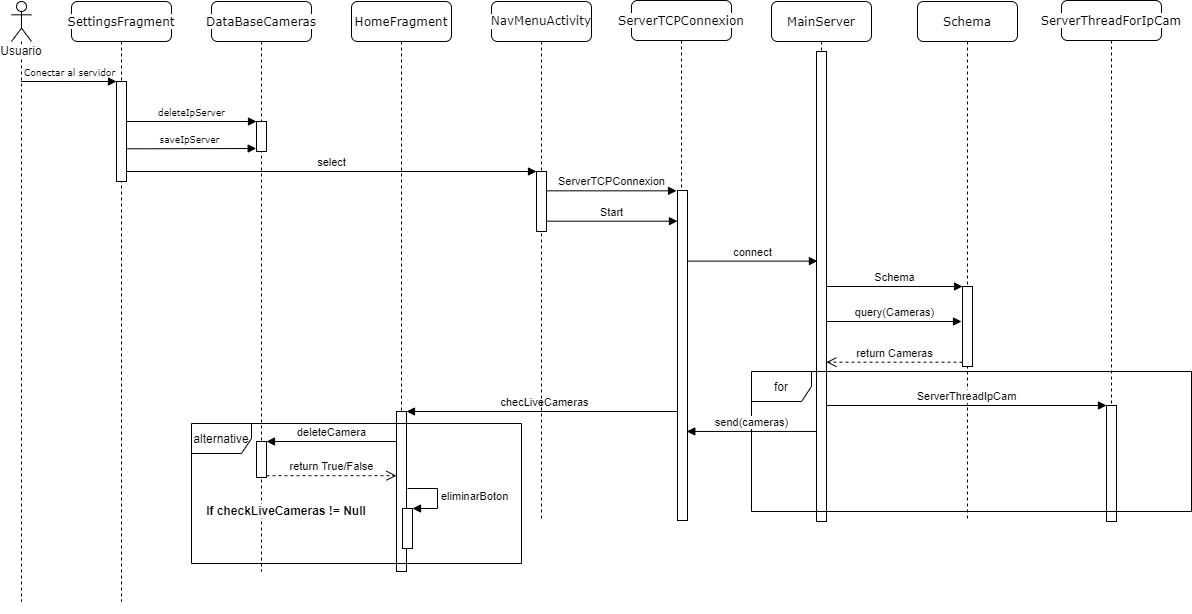 SettingsFragment
DataBaseCameras
HomeFragment
NavMenuActivity
ServerTCPConnexion
MainServer
Schema
ServerThreadForIpCam
Usuario
Conectar al servidor
deleteIpServer
saveIpServer
select
ServerTCPConnexion
Start
connect
Schema
query(Cameras)
return Cameras
for
ServerThreadIpCam
checLiveCameras
send(cameras)
alternative
deleteCamera
return True/False
eliminarBoton
If checkLiveCameras != Null